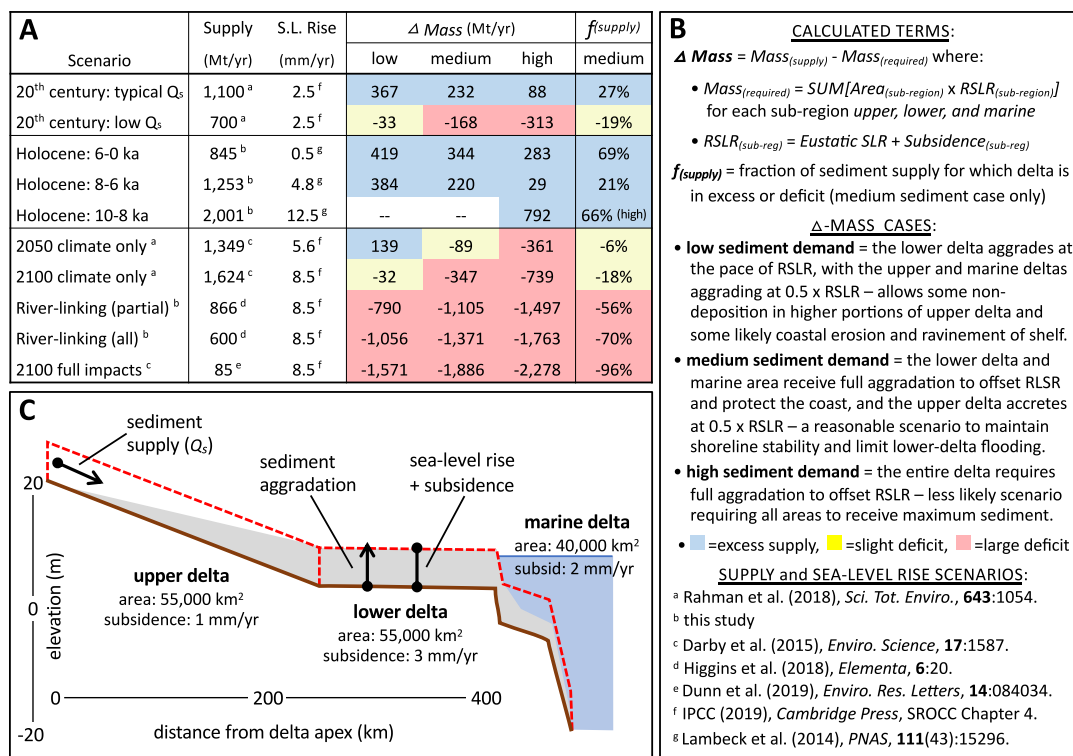 A
Supply S.L. Rise Δ Mass (Mt/yr) f(supply)
Scenario (Mt/yr) (mm/yr) low medium high medium
20th century: typical Qs 1,100 a 2.5 f 367 232 88 27%
20th century: low Qs 700 a 2.5 f -33 -168 -313 -19%
Holocene: 6-0 ka 845 b 0.5 g 419 344 283 69%
Holocene: 8-6 ka 1,253 b 4.8 g 384 220 29 21%
Holocene: 10-8 ka 2,001 b 12.5 g -- -- 792 66% (high)
2050 climate only a 1,349 c 5.6 f 139 -89 -361 -6%
2100 climate only a 1,624 c 8.5 f -32 -347 -739 -18%
River-linking (partial) b 866 d 8.5 f -790 -1,105 -1,497 -56%
River-linking (all) b 600 d 8.5 f -1,056 -1,371 -1,763 -70%
2100 full impacts c 85 e 8.5 f -1,571 -1,886 -2,278 -96%
B
CALCULATED TERMS:
Δ Mass = Mass(supply) - Mass(required) where:
• Mass(required) = SUM[Area(sub-region) x RSLR(sub-region)]
for each sub-region upper, lower, and marine
• RSLR(sub-reg) = Eustatic SLR + Subsidence(sub-reg)
f(supply) = fraction of sediment supply for which delta is
in excess or deficit (medium sediment case only)
△-MASS CASES:
• low sediment demand = the lower delta aggrades at
the pace of RSLR, with the upper and marine deltas
aggrading at 0.5 x RSLR – allows some non-
deposition in higher portions of upper delta and
some likely coastal erosion and ravinement of shelf.
• medium sediment demand = the lower delta and
marine area receive full aggradation to offset RLSR
and protect the coast, and the upper delta accretes
at 0.5 x RSLR – a reasonable scenario to maintain
shoreline stability and limit lower-delta flooding.
• high sediment demand = the entire delta requires
full aggradation to offset RSLR – less likely scenario
requiring all areas to receive maximum sediment.
• =excess supply, =slight deficit, =large deficit
SUPPLY and SEA-LEVEL RISE SCENARIOS:
a Rahman et al. (2018), Sci. Tot. Enviro., 643:1054.
b this study
c Darby et al. (2015), Enviro. Science, 17:1587.
d Higgins et al. (2018), Elementa, 6:20.
e Dunn et al. (2019), Enviro. Res. Letters, 14:084034.
f IPCC (2019), Cambridge Press, SROCC Chapter 4.
g Lambeck et al. (2014), PNAS, 111(43):15296.
C
sediment
supply (Qs)
sediment
aggradation
sea-level rise
+ subsidence
marine delta
area: 40,000 km2
subsid: 2 mm/yr
upper delta
area: 55,000 km2
subsidence: 1 mm/yr
lower delta
area: 55,000 km2
subsidence: 3 mm/yr
20
0
-20
elevation (m)
0 200 400
distance from delta apex (km)